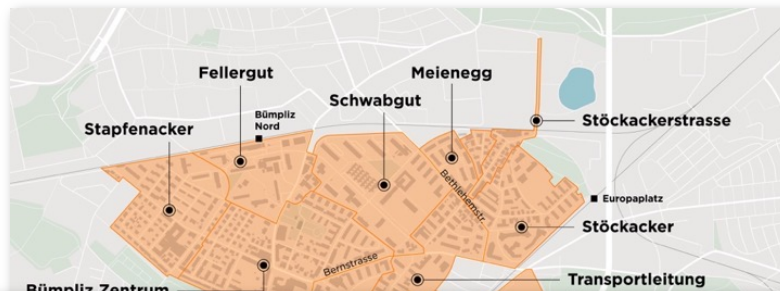 Fellergut
Meienegg
Schwabgut
Bümpliz
Nord
Stapfenacker
Stöckackerstrasse
Bethlehemstr.
Europaplatz
Stöckacker
Bernstrasse
Transportleitung
Bümpliz Zentrum